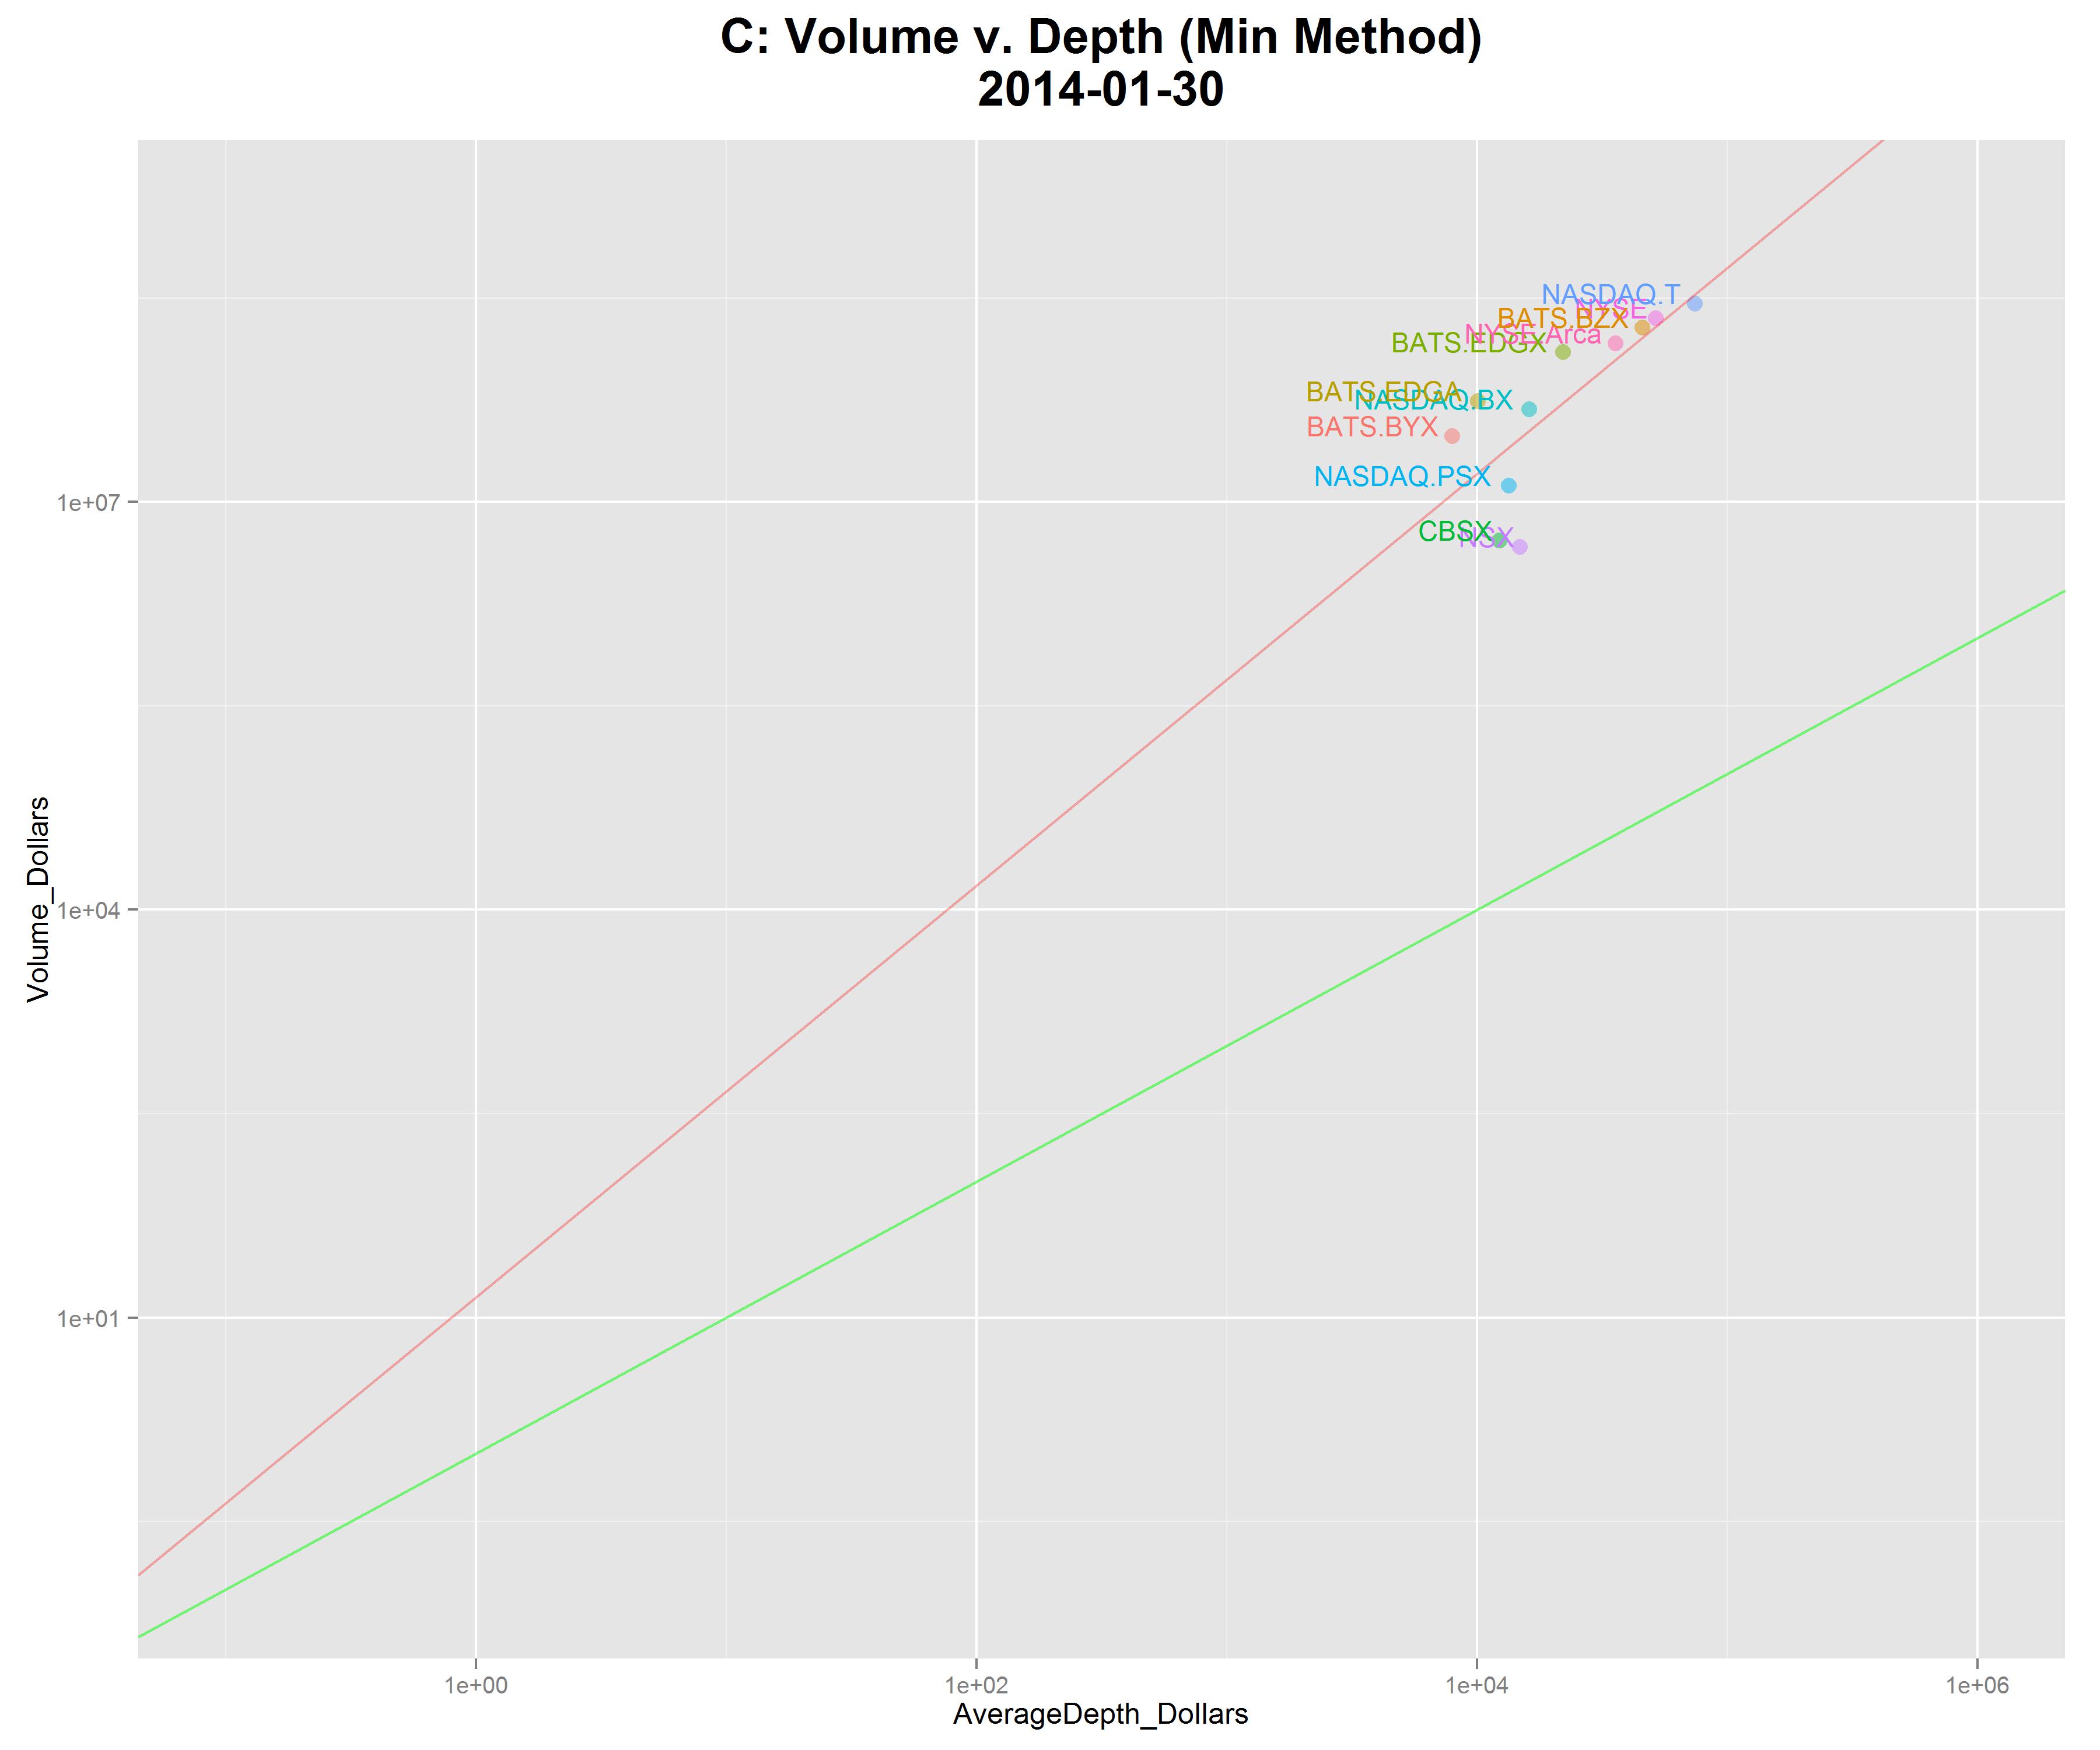 C: Volume v. Depth (Min Method)
2014-01-30
NASDAQ.T
NYSE
BATS.BZX
NYSE.Arca
BATS.EDGX
BATS.EDGA
NASDAQ.BX
BATS.BYX
NASDAQ.PSX
CBSX
NSX
1e+07
1e+04
1e+01
Volume_Dollars
1e+00
1e+02
1e+04
1e+06
AverageDepth_Dollars